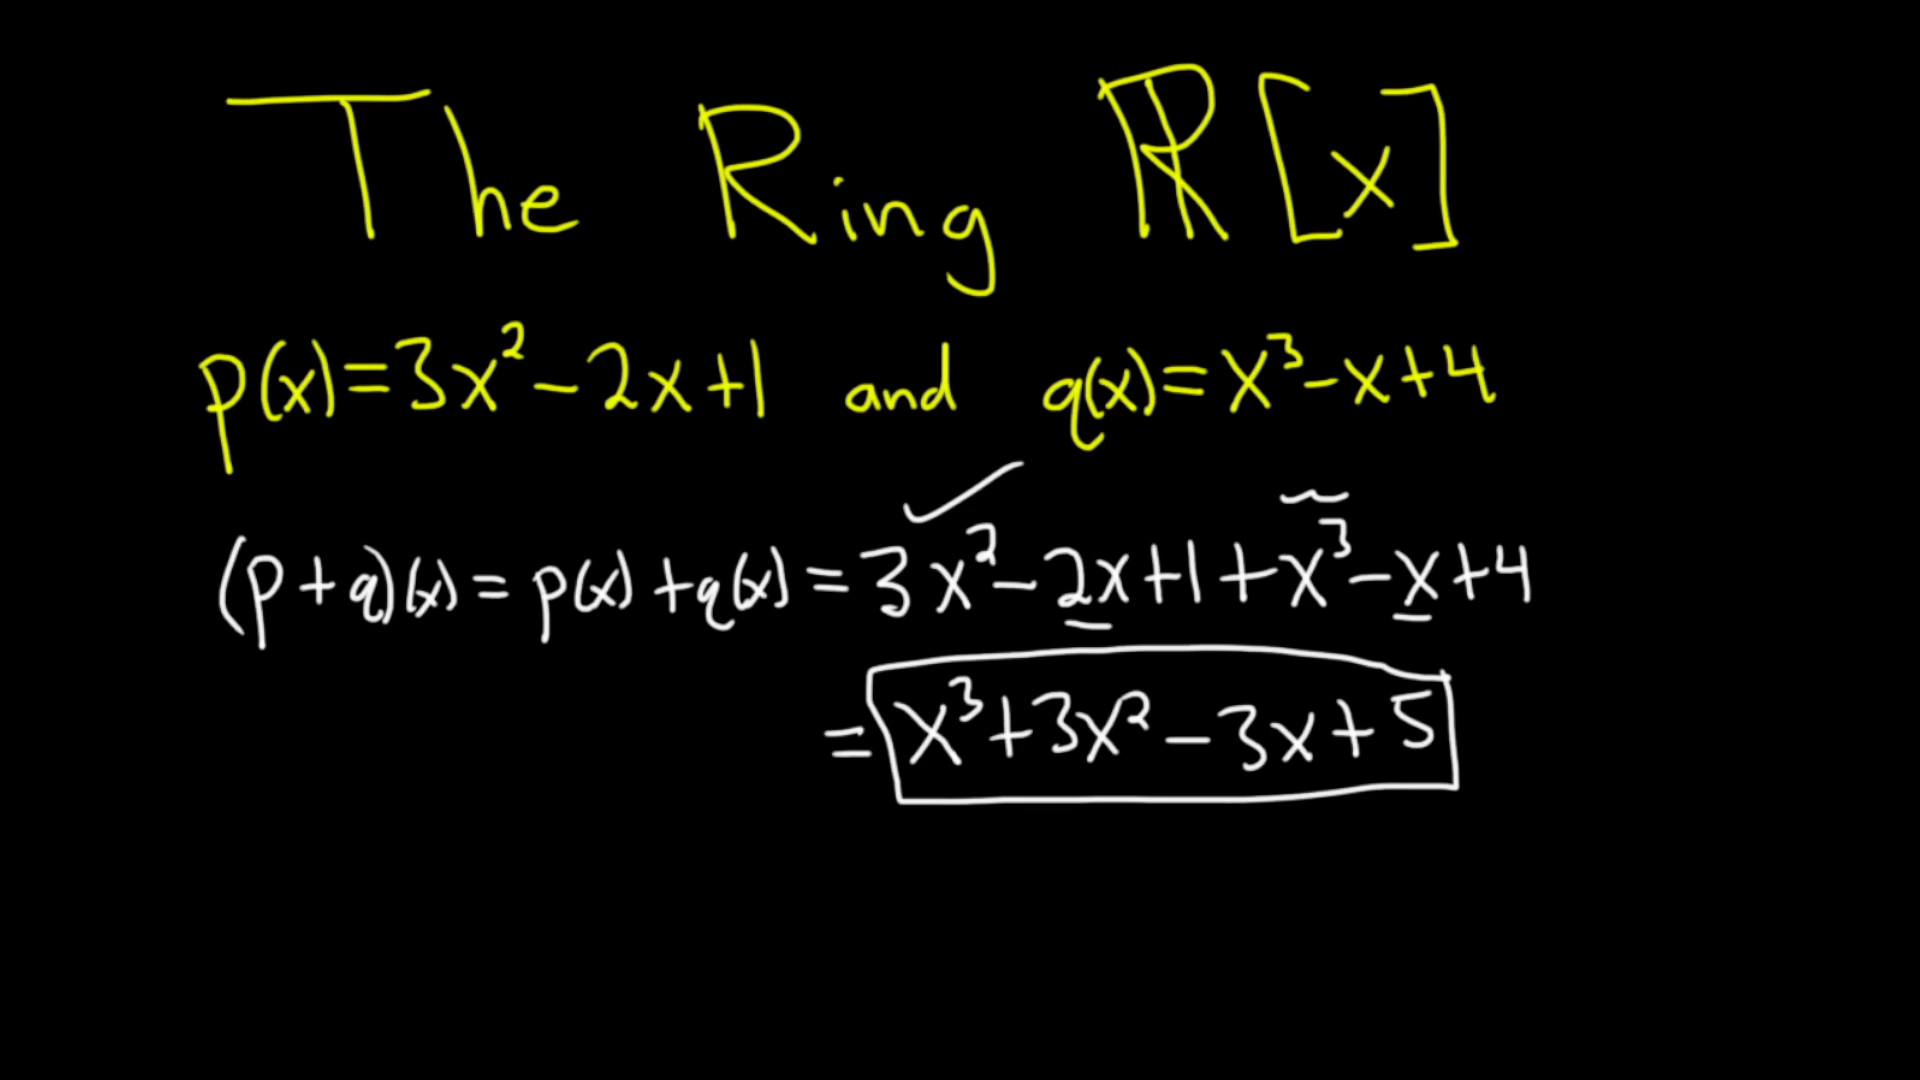 The Ring ℝ[x]
p(x)=3x²-2x+1 and q(x)=x³-x+4
(p+q)(x)=p(x)+q(x)=3x²-2x+1+x³-x+4
=x³+3x²-3x+5